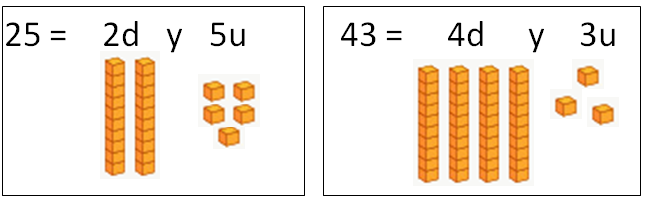 25 = 2d y 5u
43 = 4d y 3u